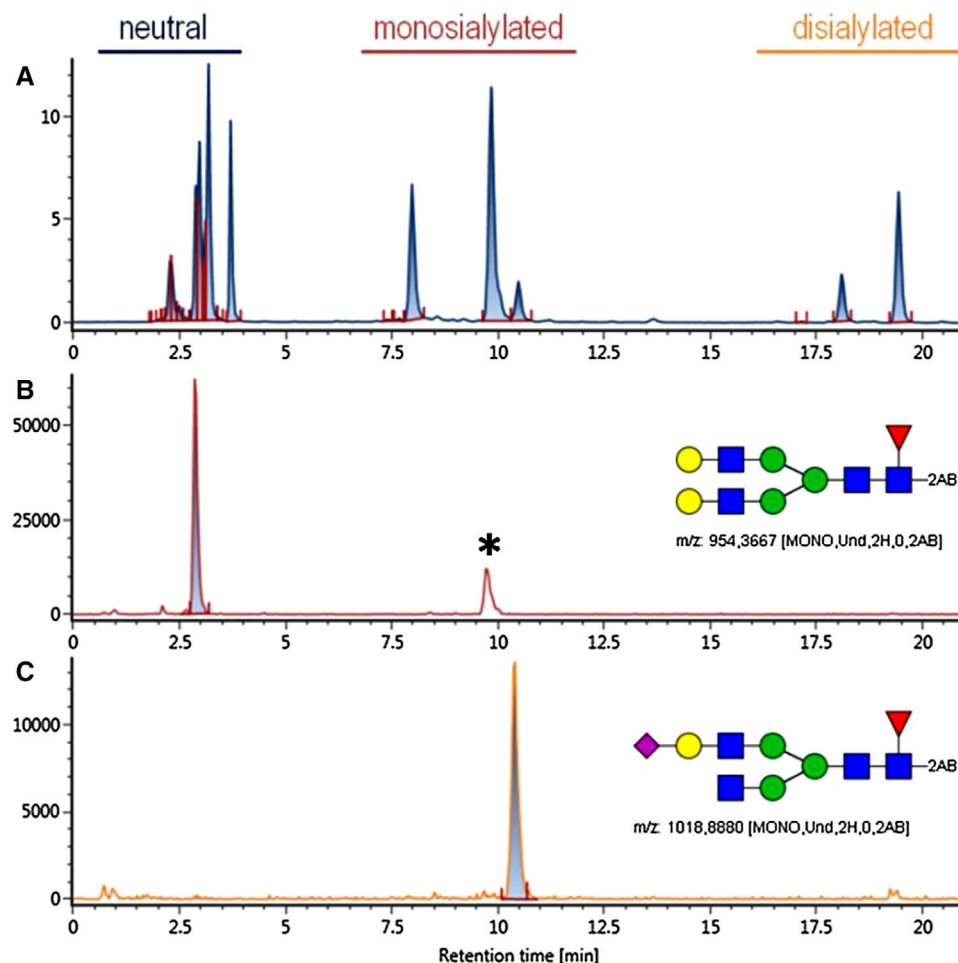 neutral monosialylated disialylated
A
10
5
0
0 2.5 5 7.5 10 12.5 15 17.5 20
B
50000
25000
0
*
2AB
m/z: 954,3667 [MONO,Und,2H,0,2AB]
0 2.5 5 7.5 10 12.5 15 17.5 20
C
10000
5000
0
2AB
m/z: 1018,8880 [MONO,Und,2H,0,2AB]
0 2.5 5 7.5 10 12.5 15 17.5 20
Retention time [min]